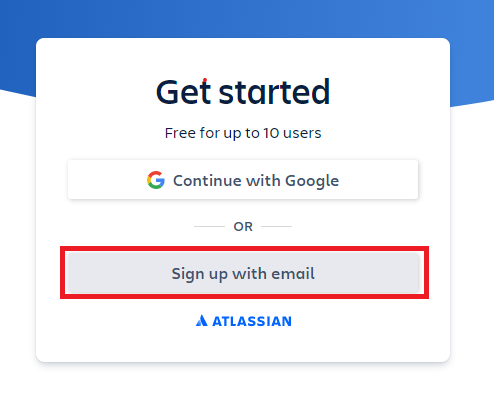 Get started
Free for up to 10 users
Continue with Google
OR
Sign up with email
ATLASSIAN